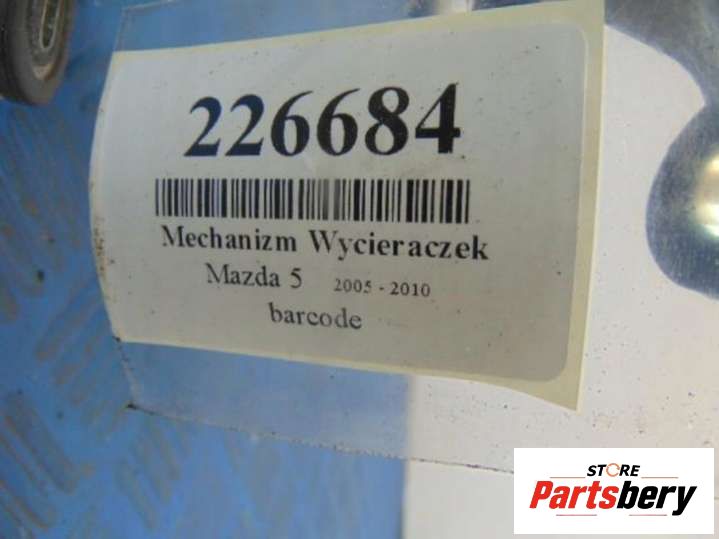 226684
Mechanizm Wycieraczek
Mazda 5 2005 - 2010
barcode
STORE
Partsbery